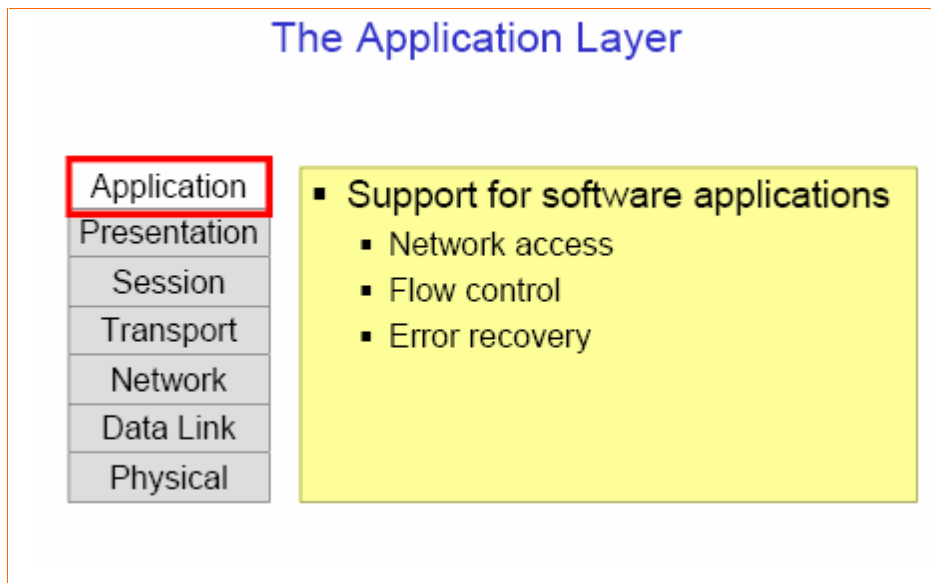 The Application Layer
Application
Presentation
Session
Transport
Network
Data Link
Physical
▪ Support for software applications
▪ Network access
▪ Flow control
▪ Error recovery